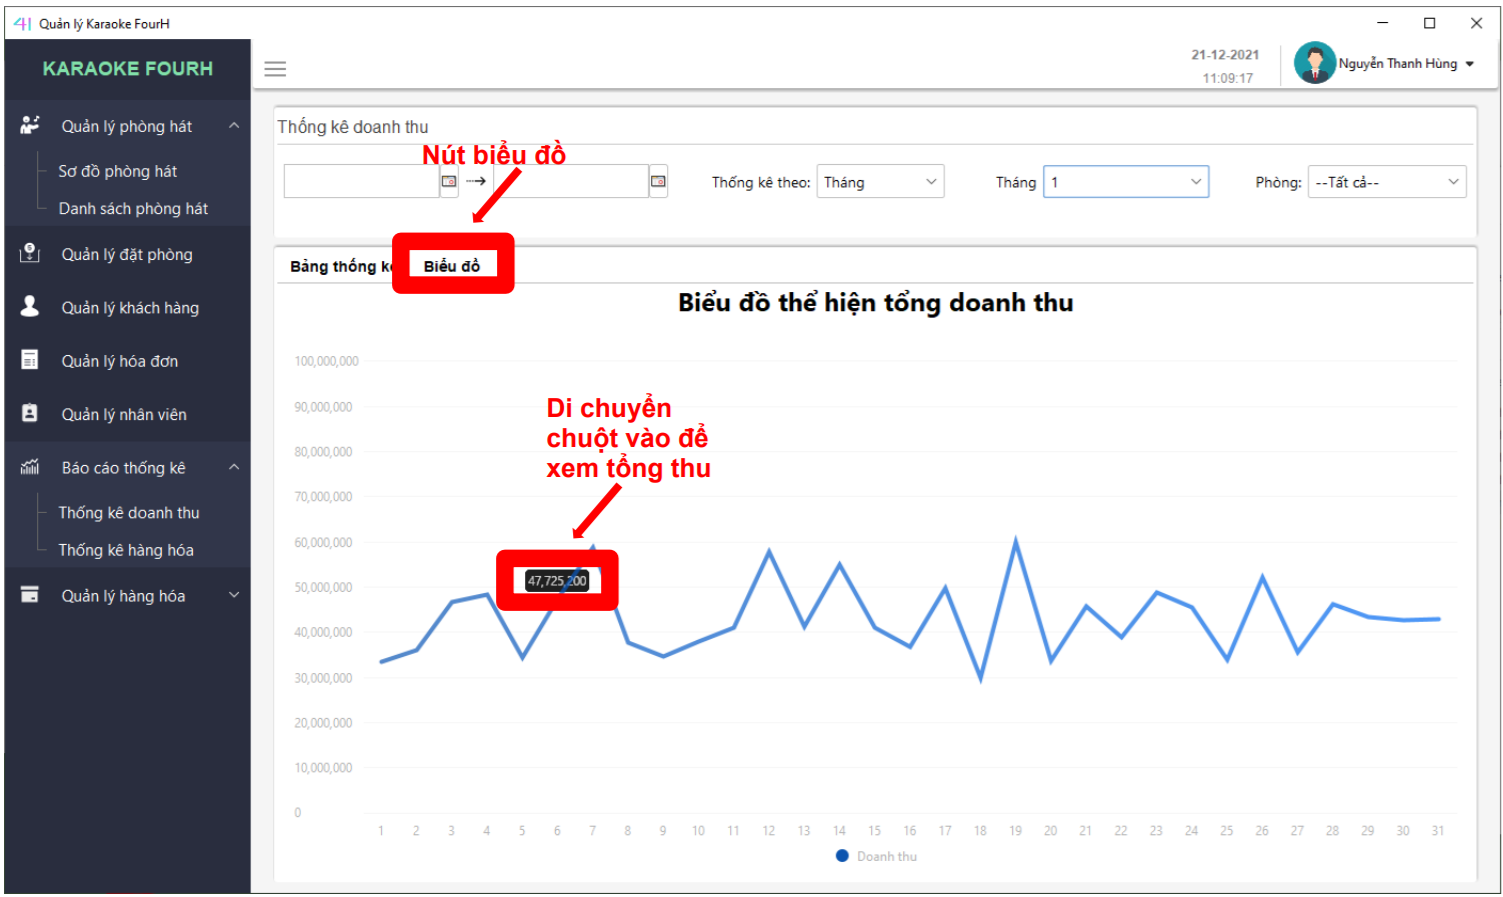 Quản lý Karaoke FourH
KARAOKE FOURH
21-12-2021
11:09:17
Nguyễn Thanh Hùng
Quản lý phòng hát
Sơ đồ phòng hát
Danh sách phòng hát
Quản lý đặt phòng
Quản lý khách hàng
Quản lý hóa đơn
Quản lý nhân viên
Báo cáo thống kê
Thống kê doanh thu
Thống kê hàng hóa
Quản lý hàng hóa
Thống kê doanh thu
Nút biểu đồ
Thống kê theo: Tháng
Tháng 1
Phòng: --Tất cả--
Bảng thống k
Biểu đồ
Biểu đồ thể hiện tổng doanh thu
100,000,000
90,000,000
80,000,000
70,000,000
60,000,000
50,000,000
40,000,000
30,000,000
20,000,000
10,000,000
0
Di chuyển
chuột vào để
xem tổng thu
47,725,200
1 2 3 4 5 6 7 8 9 10 11 12 13 14 15 16 17 18 19 20 21 22 23 24 25 26 27 28 29 30 31
Doanh thu